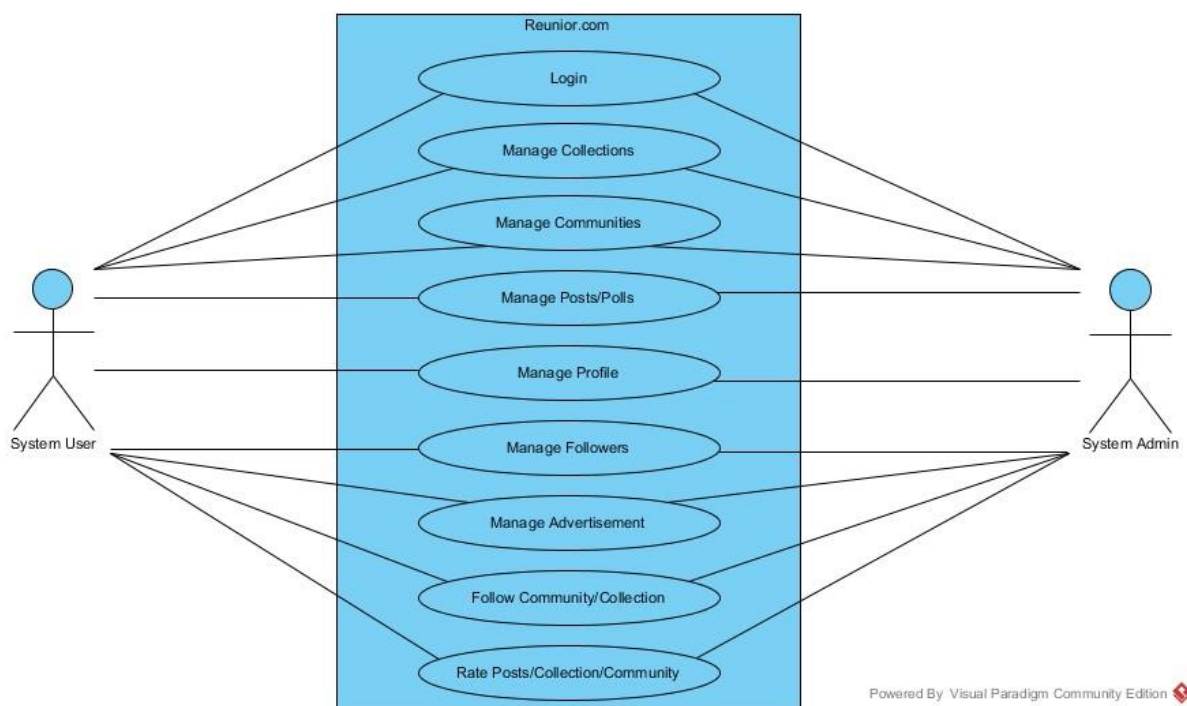 Reunior.com
Login
Manage Collections
Manage Communities
Manage Posts/Polls
Manage Profile
System User
Manage Followers
System Admin
Manage Advertisement
Follow Community/Collection
Rate Posts/Collection/Community
Powered By Visual Paradigm Community Edition